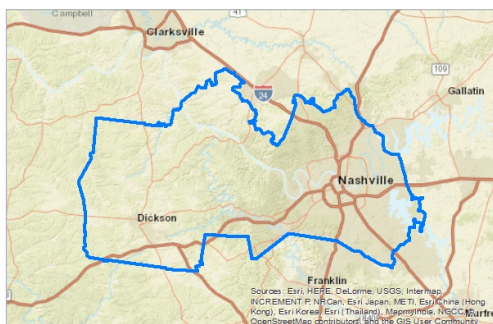 Campbell
41
Clarksville
109
24
Gallatin
Nashville
Dickson
Franklin
Sources: Esri, HERE, DeLorme, USGS, Intermap,
INCREMENT P, NRCan, Esri Japan, METI, Esri China (Hong
Kong), Esri Korea, Esri (Thailand), MapmyIndia, NGCC, ©
OpenStreetMap contributors, and the GIS User Community